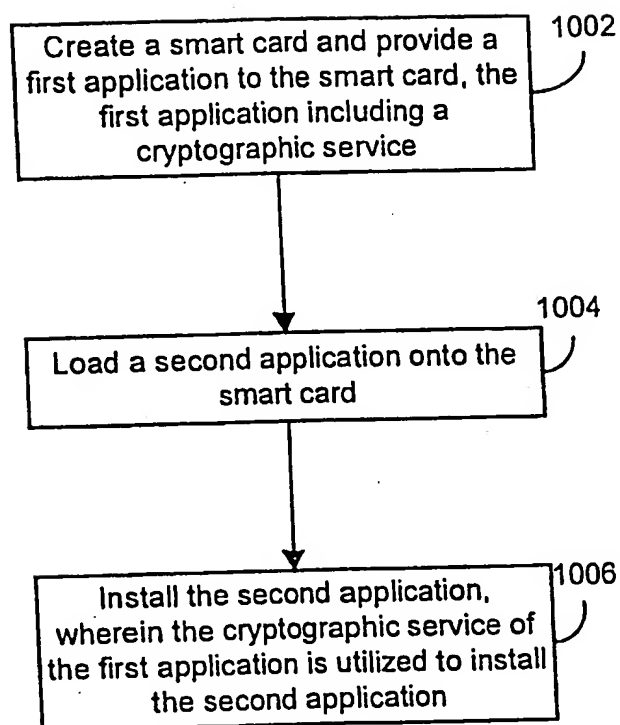 Create a smart card and provide a
first application to the smart card, the
first application including a
cryptographic service
1002
Load a second application onto the
smart card
1004
Install the second application,
wherein the cryptographic service of
the first application is utilized to install
the second application
1006